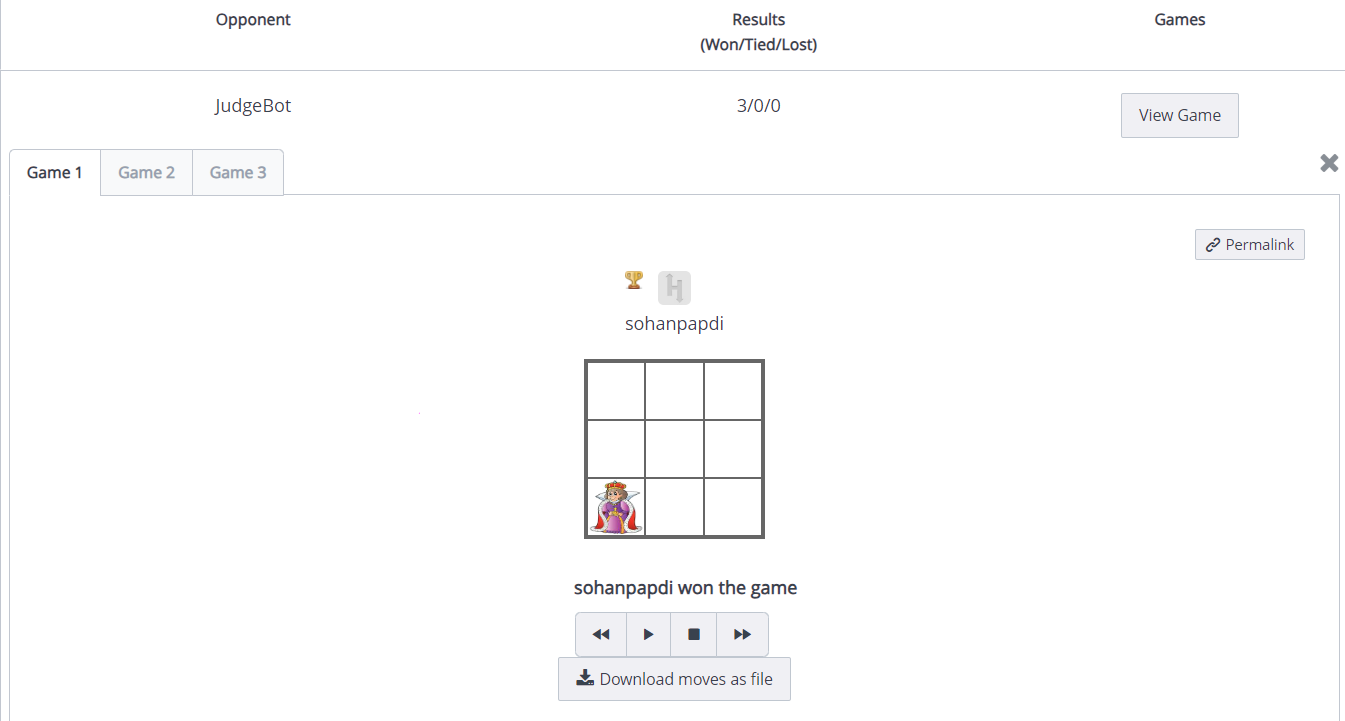 Opponent
Results
(Won/Tied/Lost)
Games
JudgeBot
3/0/0
View Game
Game 1
Game 2
Game 3
Permalink
H
sohanpapdi
sohanpapdi won the game
Download moves as file